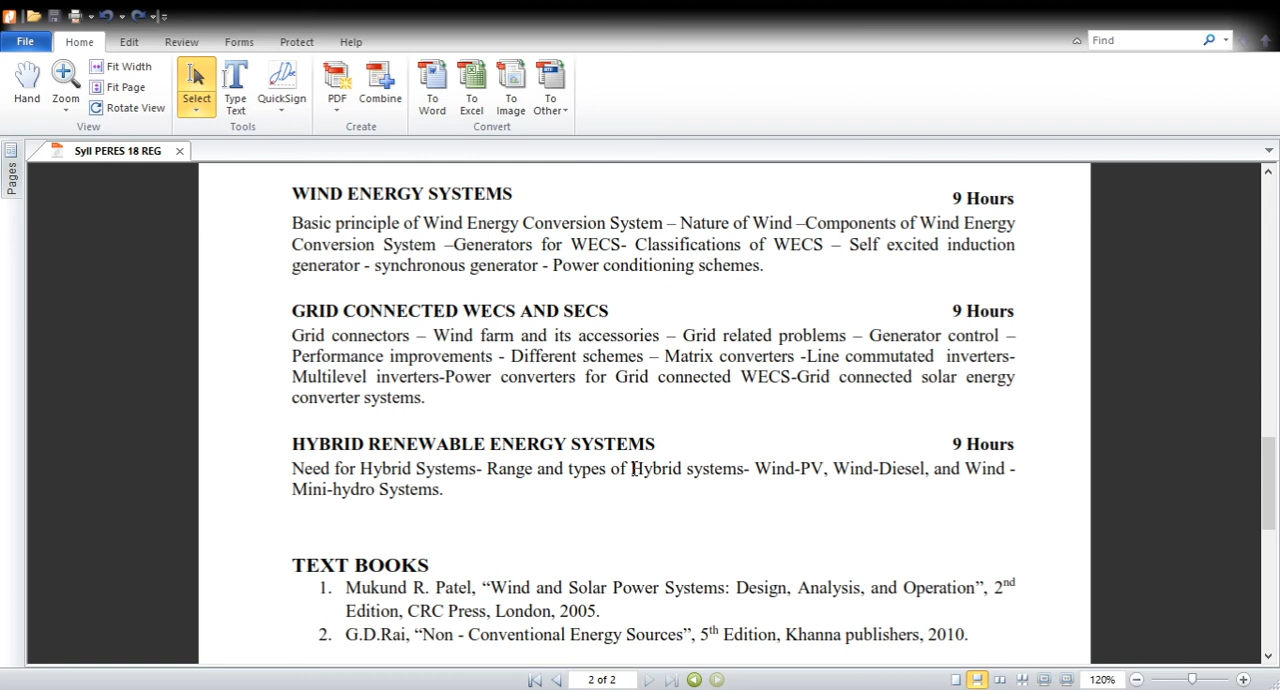 File Home Edit Review Forms Protect Help Find
Hand Zoom Fit Width Fit Page Rotate View Select Type Text QuickSign PDF Combine To Word To Excel To Image To Other
View Tools Create Convert
Pages
Syll PERES 18 REG
WIND ENERGY SYSTEMS 9 Hours
Basic principle of Wind Energy Conversion System – Nature of Wind –Components of Wind Energy
Conversion System –Generators for WECS- Classifications of WECS – Self excited induction
generator - synchronous generator - Power conditioning schemes.
GRID CONNECTED WECS AND SECS 9 Hours
Grid connectors – Wind farm and its accessories – Grid related problems – Generator control –
Performance improvements - Different schemes – Matrix converters -Line commutated inverters-
Multilevel inverters-Power converters for Grid connected WECS-Grid connected solar energy
converter systems.
HYBRID RENEWABLE ENERGY SYSTEMS 9 Hours
Need for Hybrid Systems- Range and types of Hybrid systems- Wind-PV, Wind-Diesel, and Wind -
Mini-hydro Systems.
TEXT BOOKS
1. Mukund R. Patel, “Wind and Solar Power Systems: Design, Analysis, and Operation”, 2nd
Edition, CRC Press, London, 2005.
2. G.D.Rai, “Non - Conventional Energy Sources”, 5th Edition, Khanna publishers, 2010.
2 of 2 120%